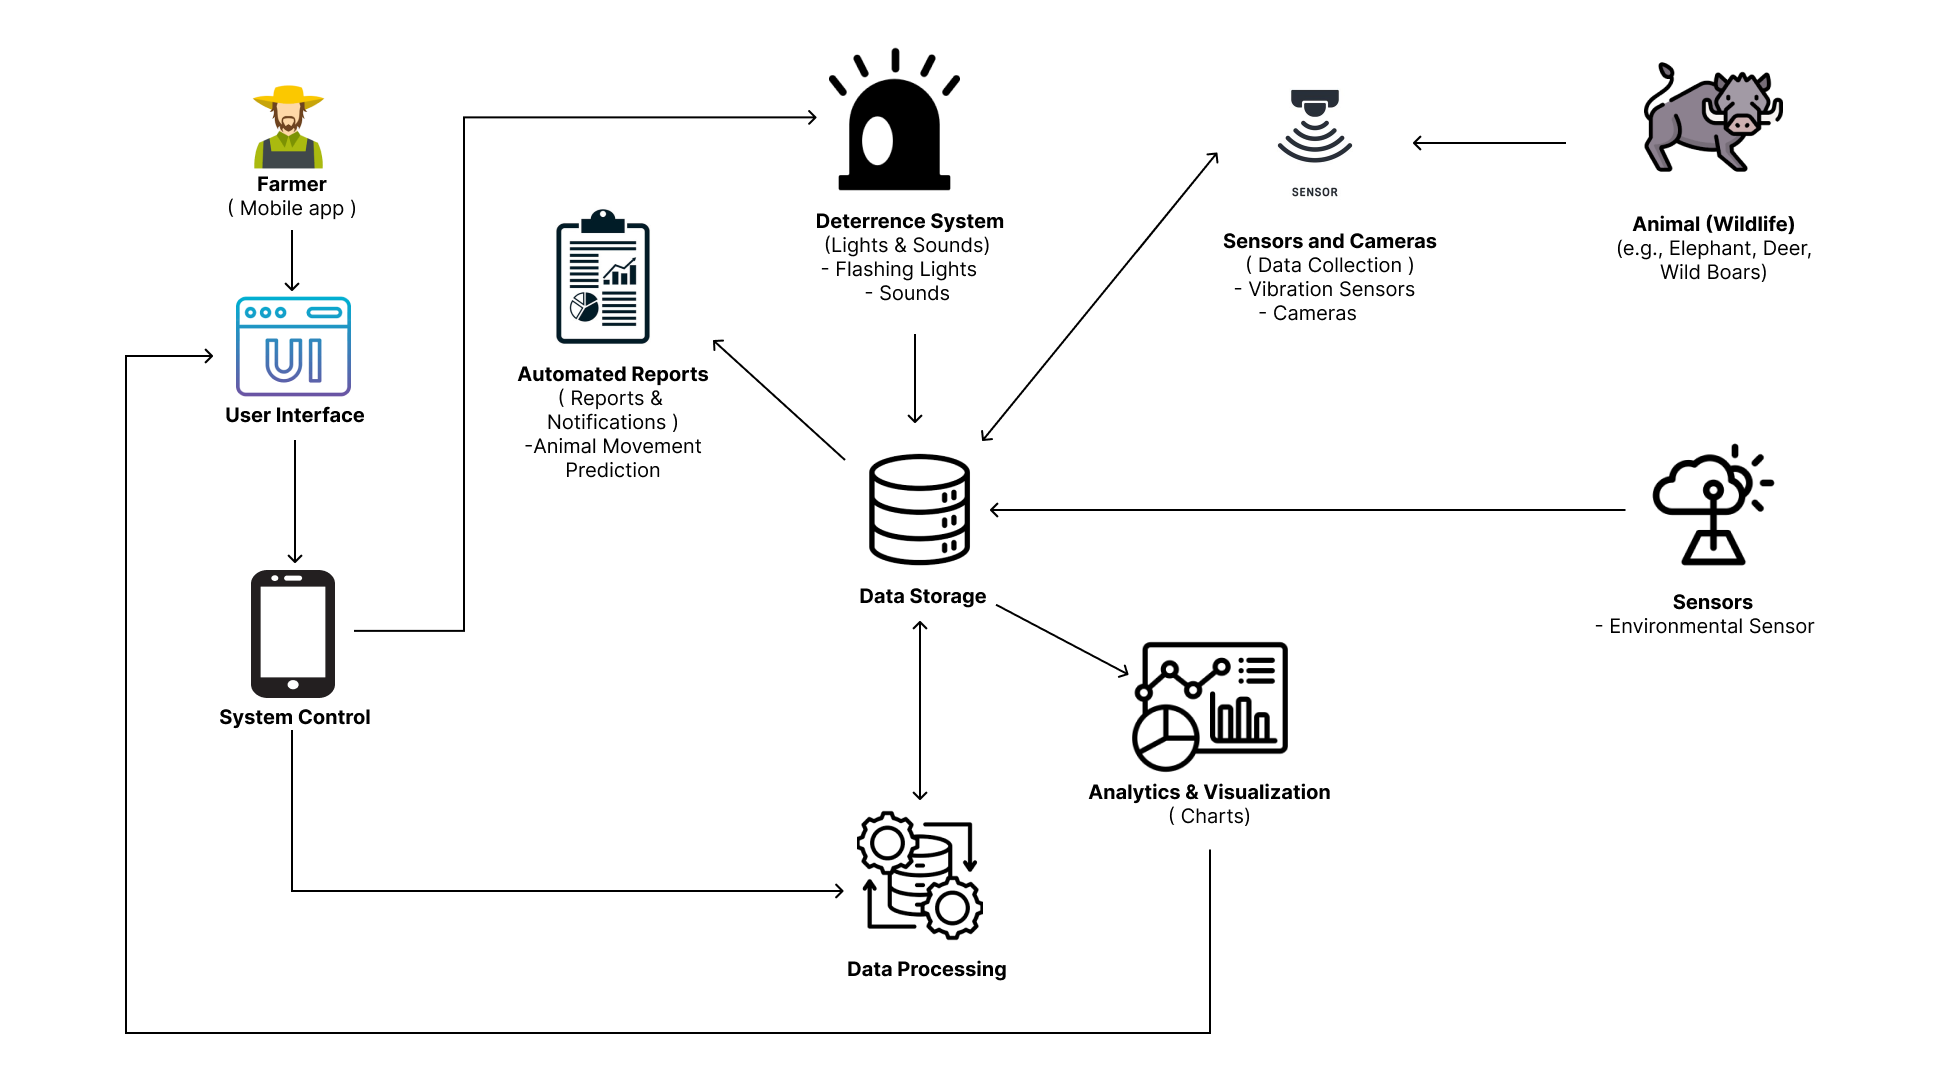 Farmer
( Mobile app )
UI
User Interface
System Control
Automated Reports
( Reports &
Notifications )
-Animal Movement
Prediction
Deterrence System
(Lights & Sounds)
- Flashing Lights
- Sounds
SENSOR
Sensors and Cameras
( Data Collection )
- Vibration Sensors
- Cameras
Animal (Wildlife)
(e.g., Elephant, Deer,
Wild Boars)
Data Storage
Sensors
- Environmental Sensor
Analytics & Visualization
( Charts)
Data Processing